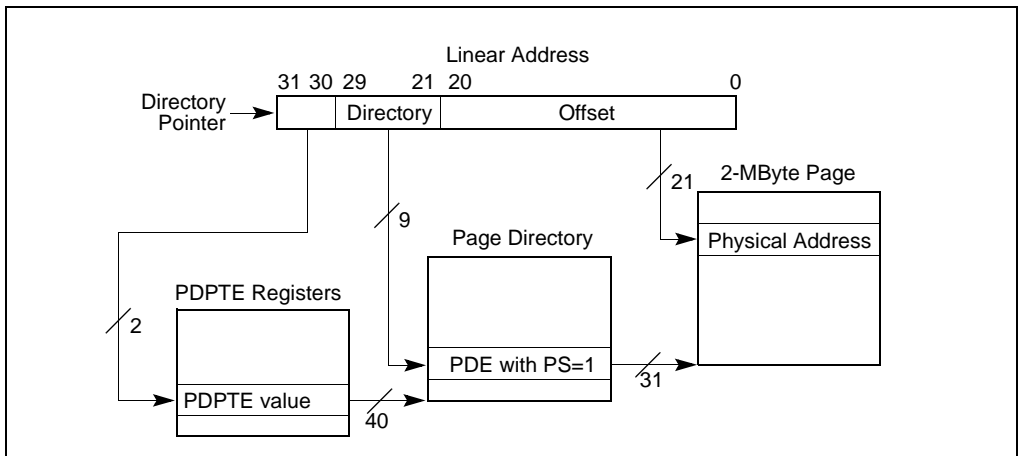 Linear Address
31 30 29 21 20 0
Directory Pointer
Directory
Offset
21
2-MByte Page
9
Physical Address
Page Directory
PDPTE Registers
2
PDE with PS=1
31
PDPTE value
40